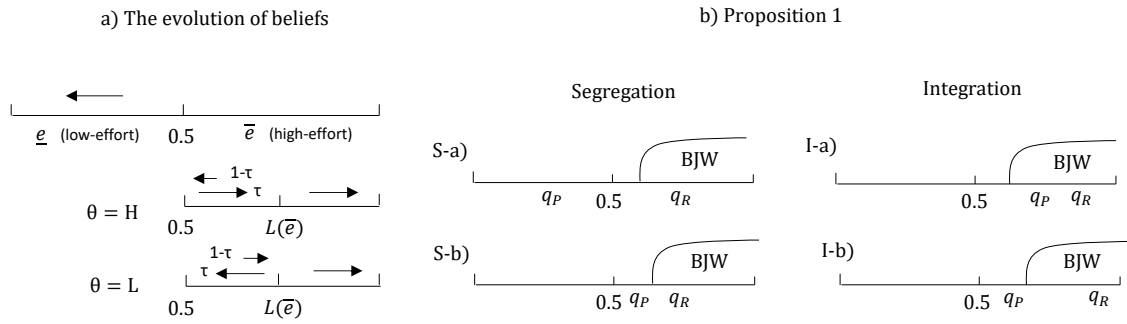 a) The evolution of beliefs
e (low-effort) 0.5 e̅ (high-effort)
1-τ
τ
θ = H
0.5 L(e̅)
1-τ
τ
θ = L
0.5 L(e̅)
b) Proposition 1
Segregation Integration
S-a) BJW
q_P 0.5 q_R
I-a) BJW
0.5 q_P q_R
S-b) BJW
0.5 q_P q_R
I-b) BJW
0.5 q_P q_R